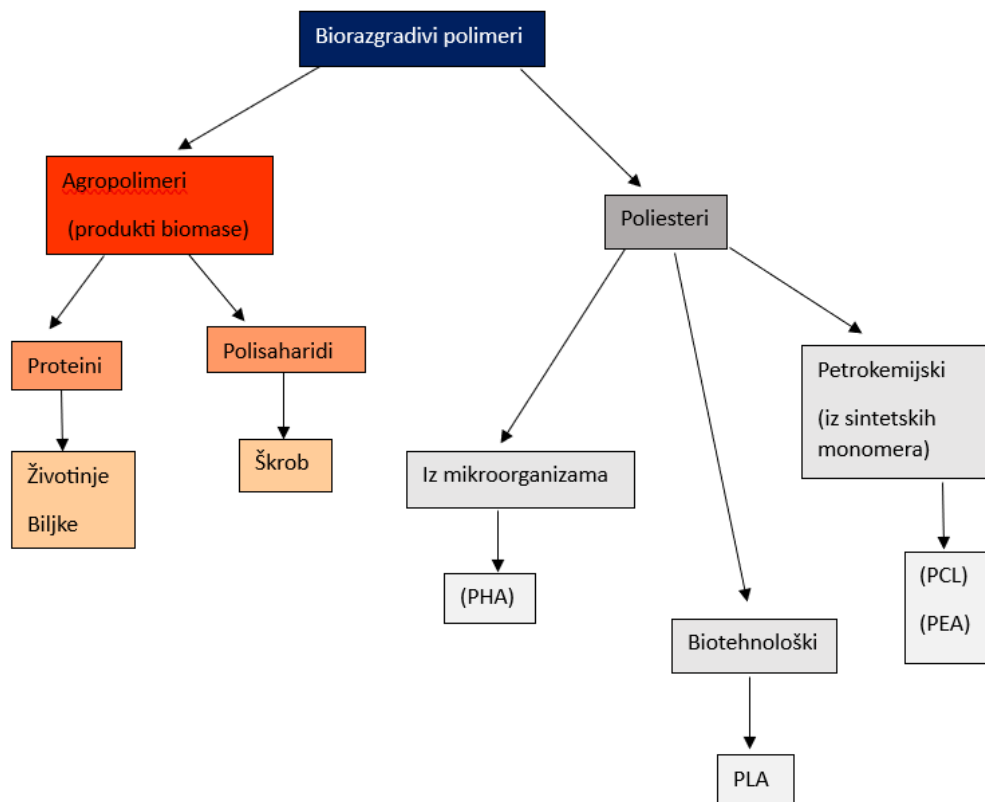 Biorazgradivi polimeri
Agropolimeri
(produkti biomase)
Poliesteri
Proteini
Polisaharidi
Petrokemijski
(iz sintetskih
monomera)
Životinje
Biljke
Škrob
Iz mikroorganizama
(PHA)
(PCL)
(PEA)
Biotehnološki
PLA